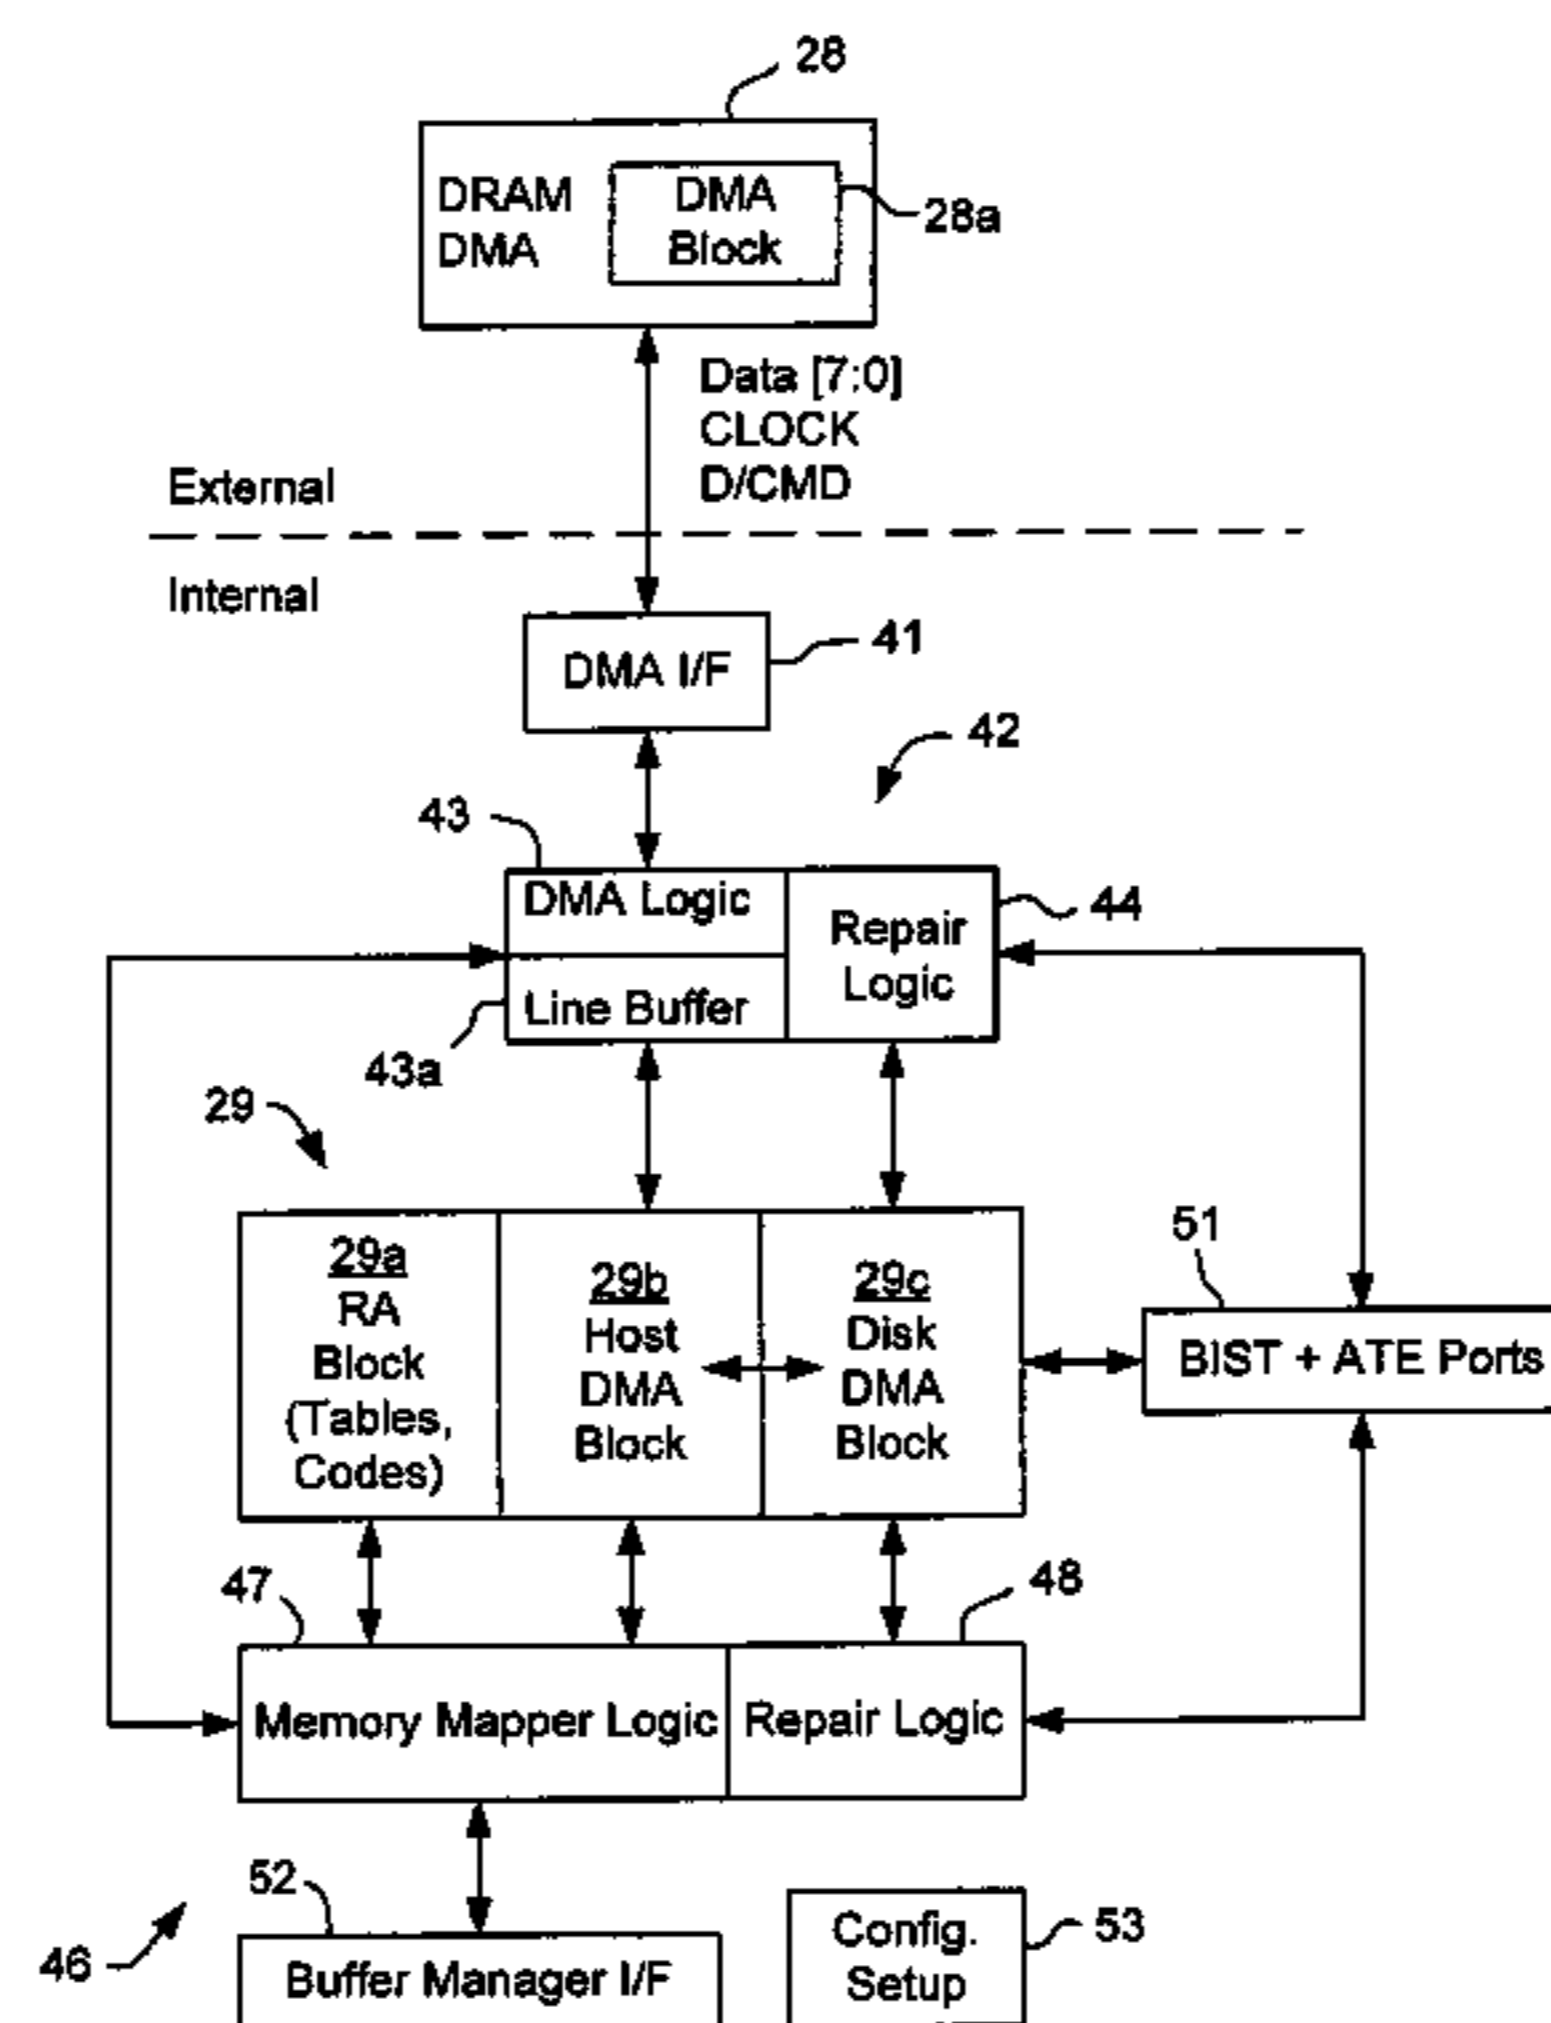 28
DRAM
DMA
DMA
Block
28a
Data [7:0]
CLOCK
D/CMD
External
Internal
DMA I/F
41
42
43
DMA Logic
Line Buffer
43a
Repair
Logic
44
29
29a
RA
Block
(Tables,
Codes)
29b
Host
DMA
Block
29c
Disk
DMA
Block
51
BIST + ATE Ports
47
48
Memory Mapper Logic
Repair Logic
52
46
Buffer Manager I/F
Config.
Setup
53